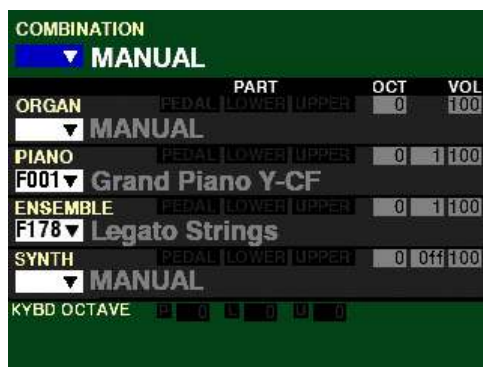 COMBINATION
MANUAL
PART OCT VOL
ORGAN PEDAL LOWER UPPER 0 100
MANUAL
PIANO PEDAL LOWER UPPER 0 1 100
F001 Grand Piano Y-CF
ENSEMBLE PEDAL LOWER UPPER 0 1 100
F178 Legato Strings
SYNTH PEDAL LOWER UPPER 0 Off 100
MANUAL
KYBD OCTAVE P 0 L 0 U 0